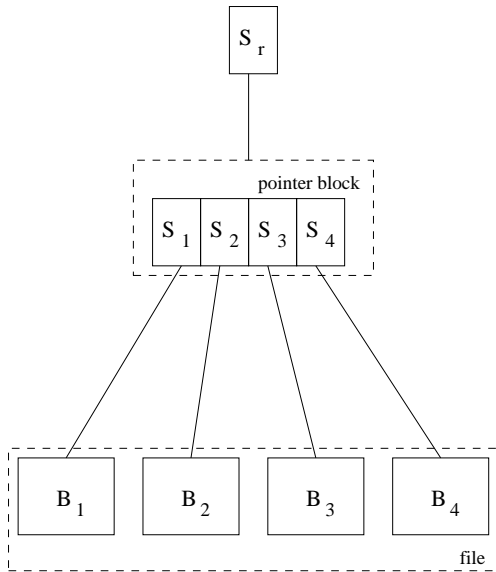 S r
pointer block
S 1 S 2 S 3 S 4
B 1 B 2 B 3 B 4
file